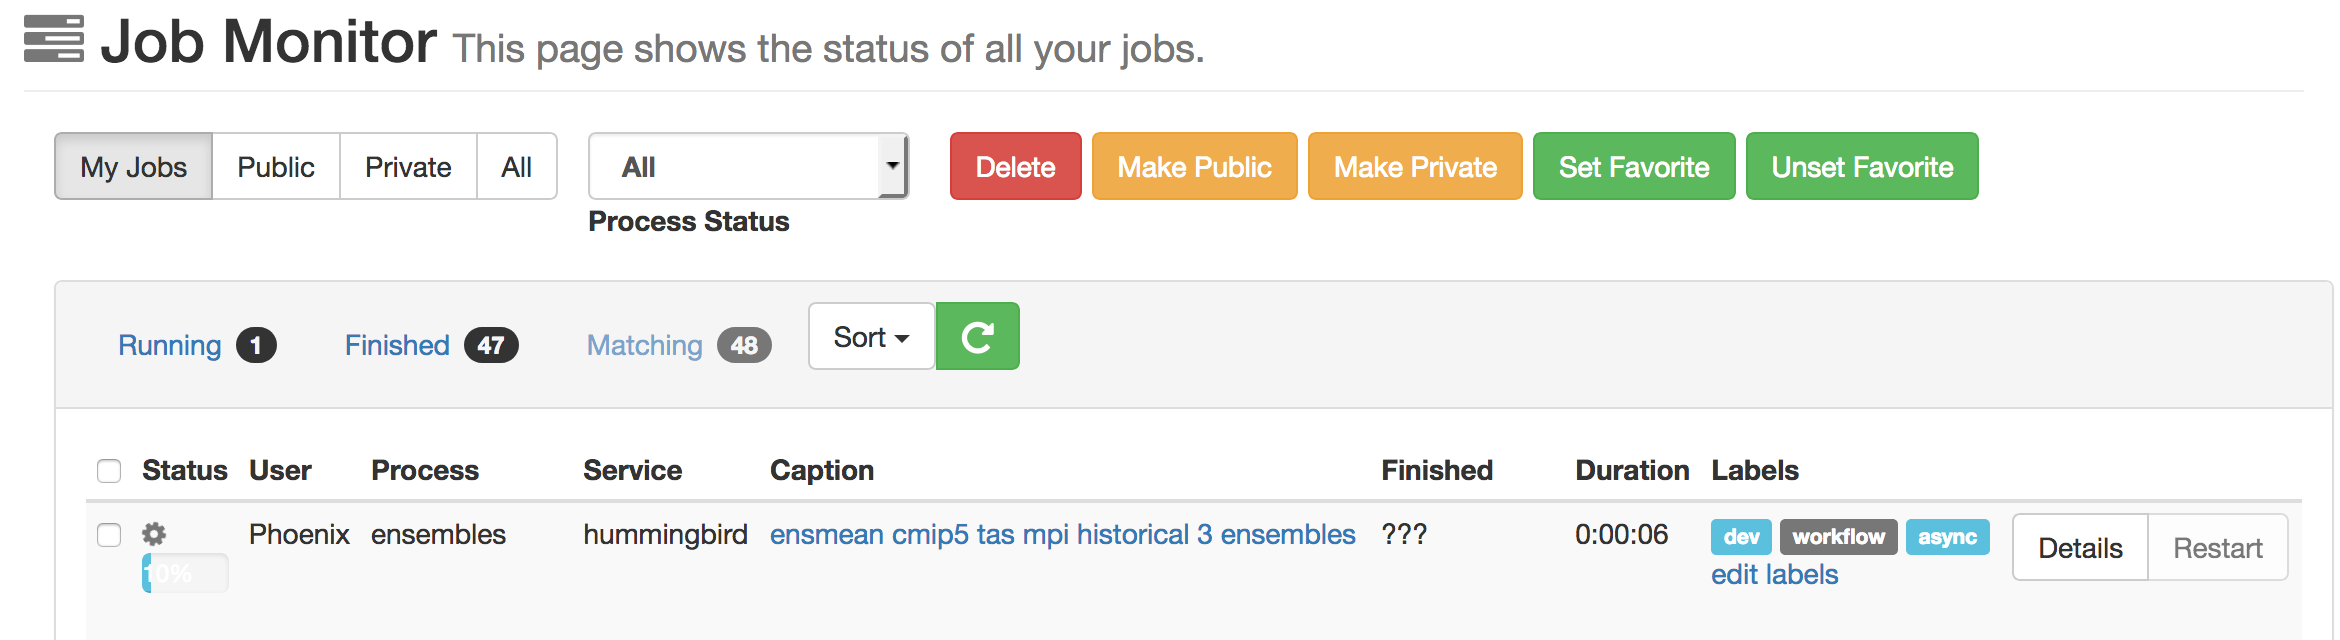 Job Monitor This page shows the status of all your jobs.
My Jobs Public Private All All Delete Make Public Make Private Set Favorite Unset Favorite
Process Status
Running 1 Finished 47 Matching 48 Sort
Status User Process Service Caption Finished Duration Labels
Phoenix ensembles hummingbird ensmean cmip5 tas mpi historical 3 ensembles ??? 0:00:06 dev workflow async Details Restart
10% edit labels